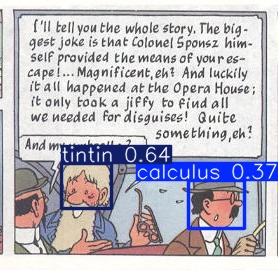 I'll tell you the whole story. The big-
gest joke is that Colonel Sponsz him-
self provided the means of your es-
cape!... Magnificent, eh? And luckily
it all happened at the Opera House;
it only took a jiffy to find all
we needed for disguises! Quite
something, eh?
And my
tintin 0.64
calculus 0.37